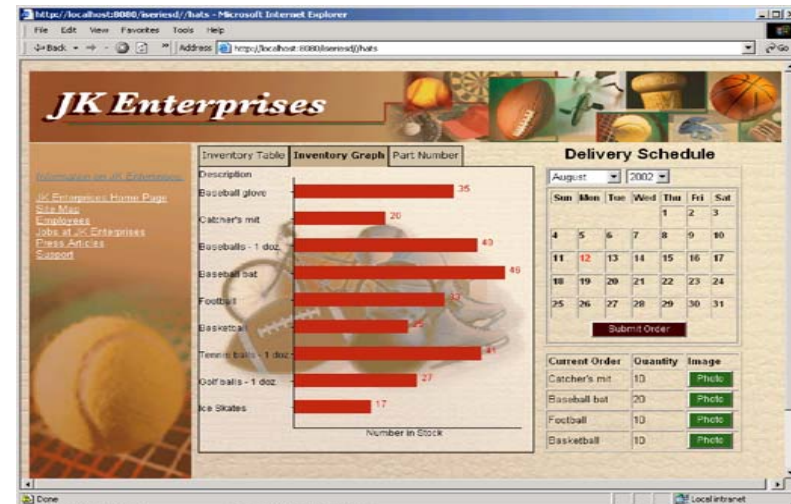 http://localhost:8080/iseriesd//hats - Microsoft Internet Explorer
File Edit View Favorites Tools Help
Back Address http://localhost:8080/iseriesd//hats Go
JK Enterprises
Information on JK Enterprises
JK Enterprises Home Page
Site Map
Employees
Jobs at JK Enterprises
Press Articles
Support
Inventory Table Inventory Graph Part Number
Description
Baseball glove 35
Catcher's mit 20
Baseballs - 1 doz.
Baseball bat 46
Football
Basketball
Tennis balls - 1 doz. 41
Golf balls - 1 doz. 27
Ice Skates 17
Number in Stock
Delivery Schedule
August 2002
Sun Mon Tue Wed Thu Fri Sat
1 2 3
4 5 6 7 8 9 10
11 12 13 14 15 16 17
18 19 20 21 22 23 24
25 26 27 28 29 30 31
Submit Order
Current Order Quantity Image
Catcher's mit 10 Photo
Baseball bat 20 Photo
Football 10 Photo
Basketball 10 Photo
Done Local intranet